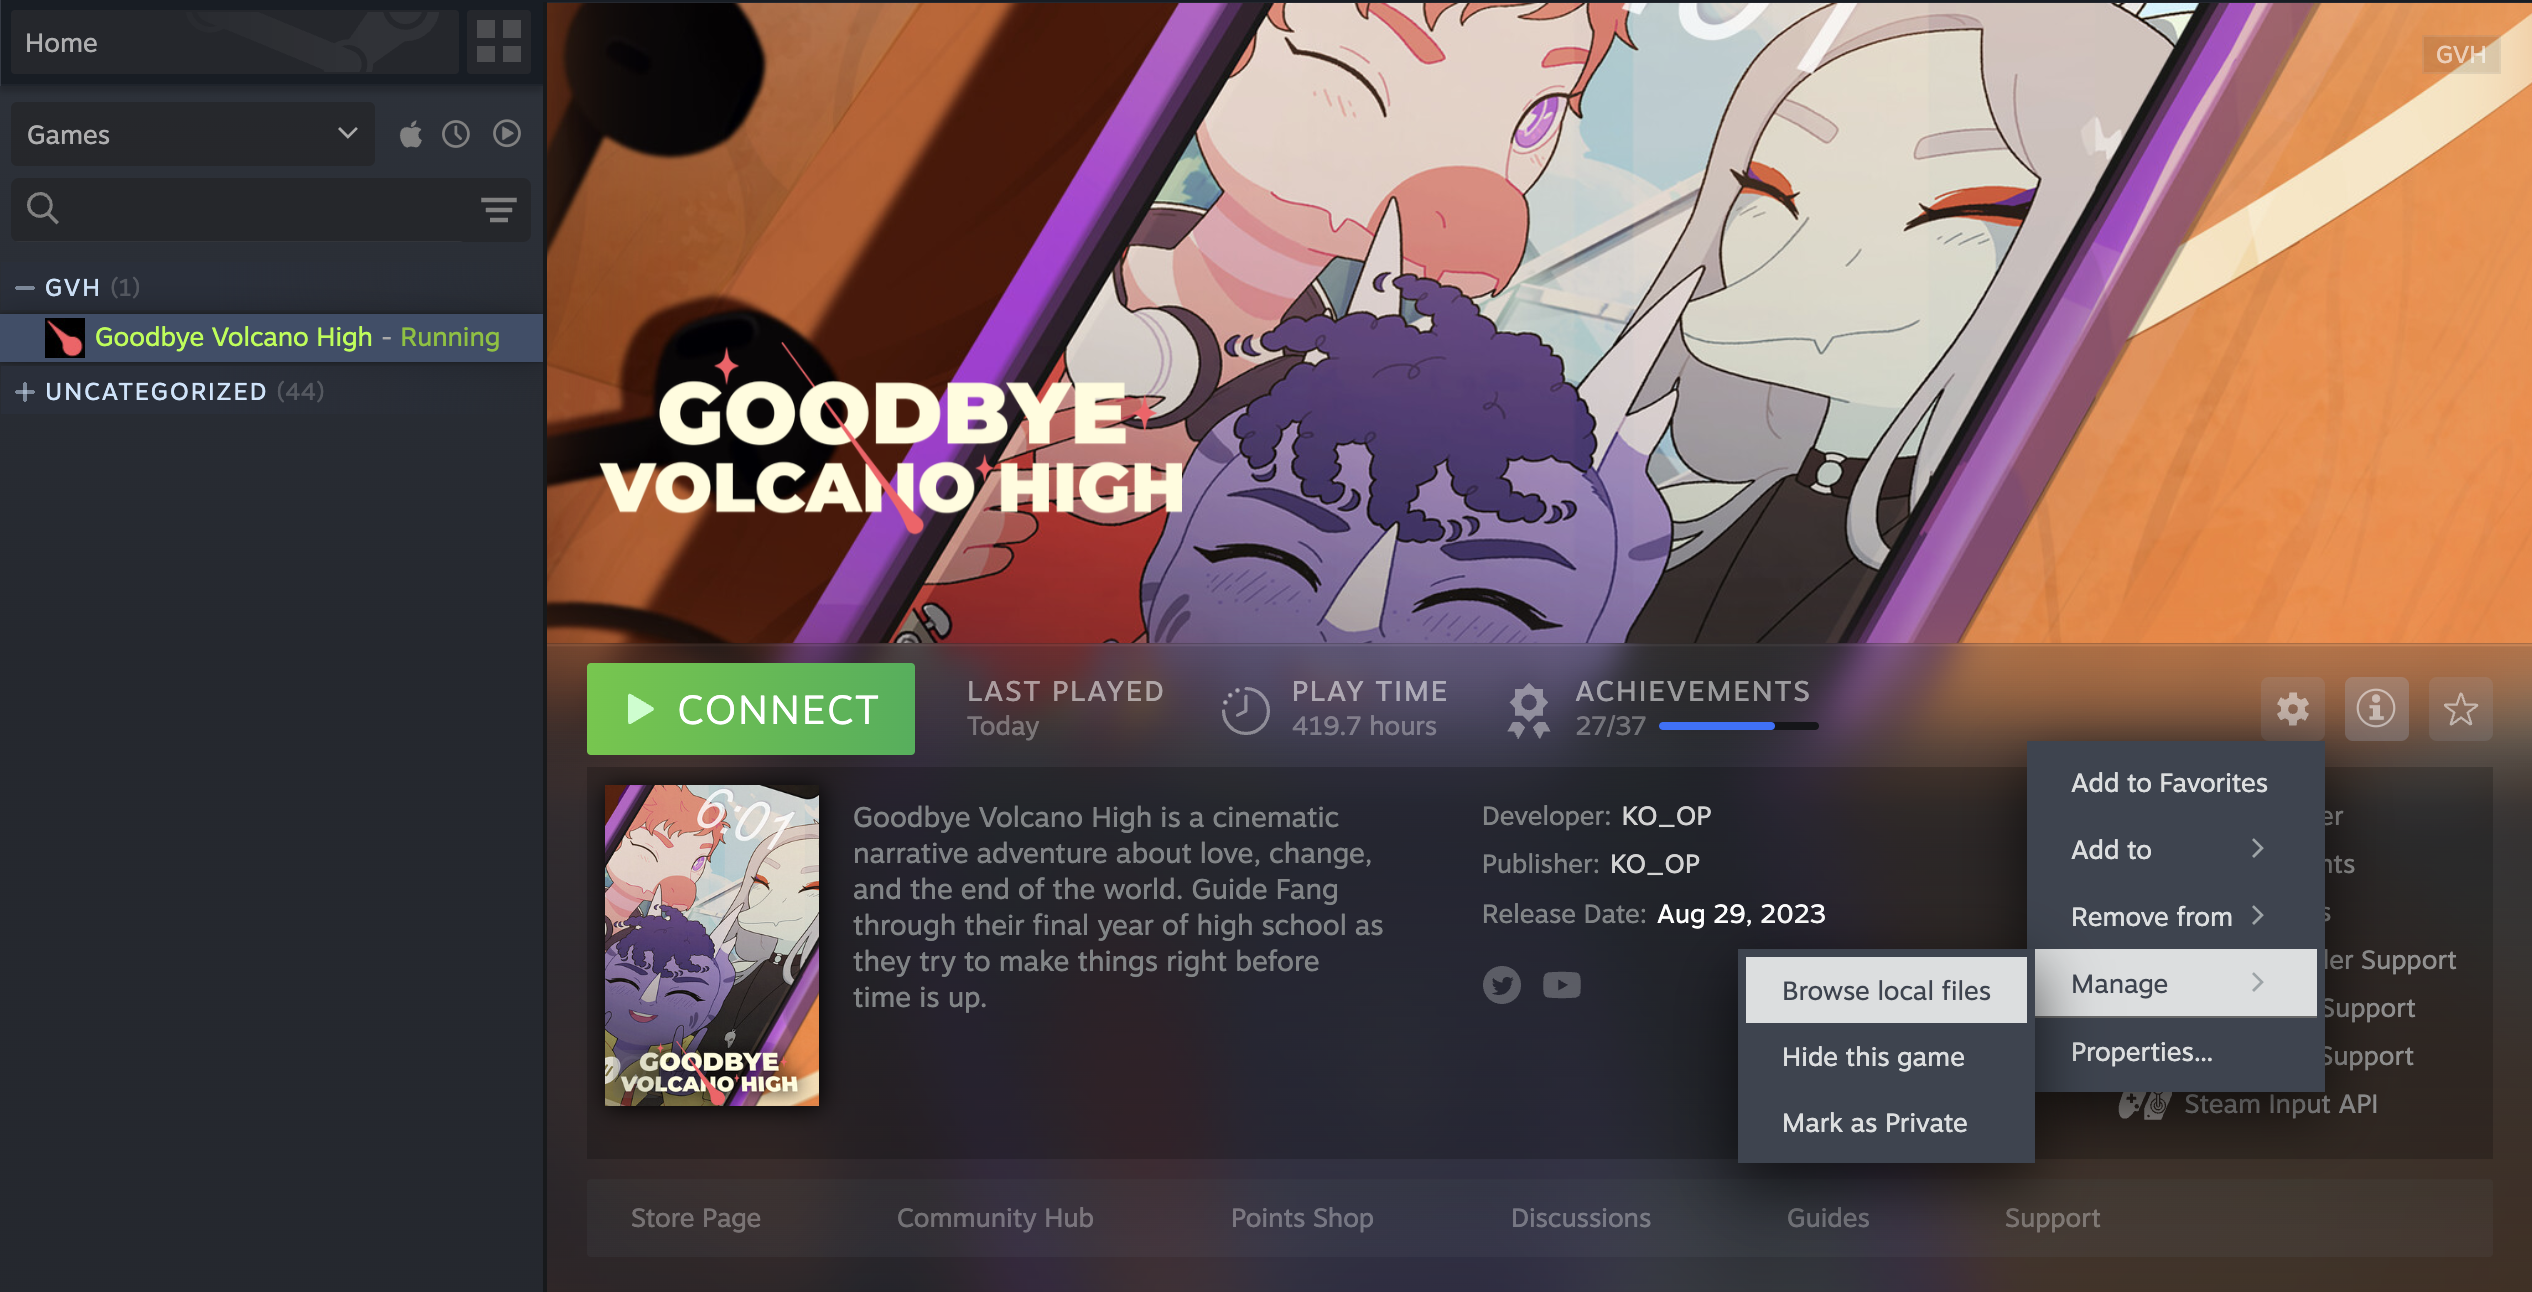 Home
Games
GVH (1)
Goodbye Volcano High - Running
UNCATEGORIZED (44)
GVH
GOODBYE
VOLCANO HIGH
CONNECT
LAST PLAYED
Today
PLAY TIME
419.7 hours
ACHIEVEMENTS
27/37
6:01
GOODBYE
VOLCANO HIGH
Goodbye Volcano High is a cinematic
narrative adventure about love, change,
and the end of the world. Guide Fang
through their final year of high school as
they try to make things right before
time is up.
Developer: KO_OP
Publisher: KO_OP
Release Date: Aug 29, 2023
Add to Favorites
Add to
Remove from
Manage
Properties...
Browse local files
Hide this game
Mark as Private
Support
Support
Support
Steam Input API
Store Page
Community Hub
Points Shop
Discussions
Guides
Support